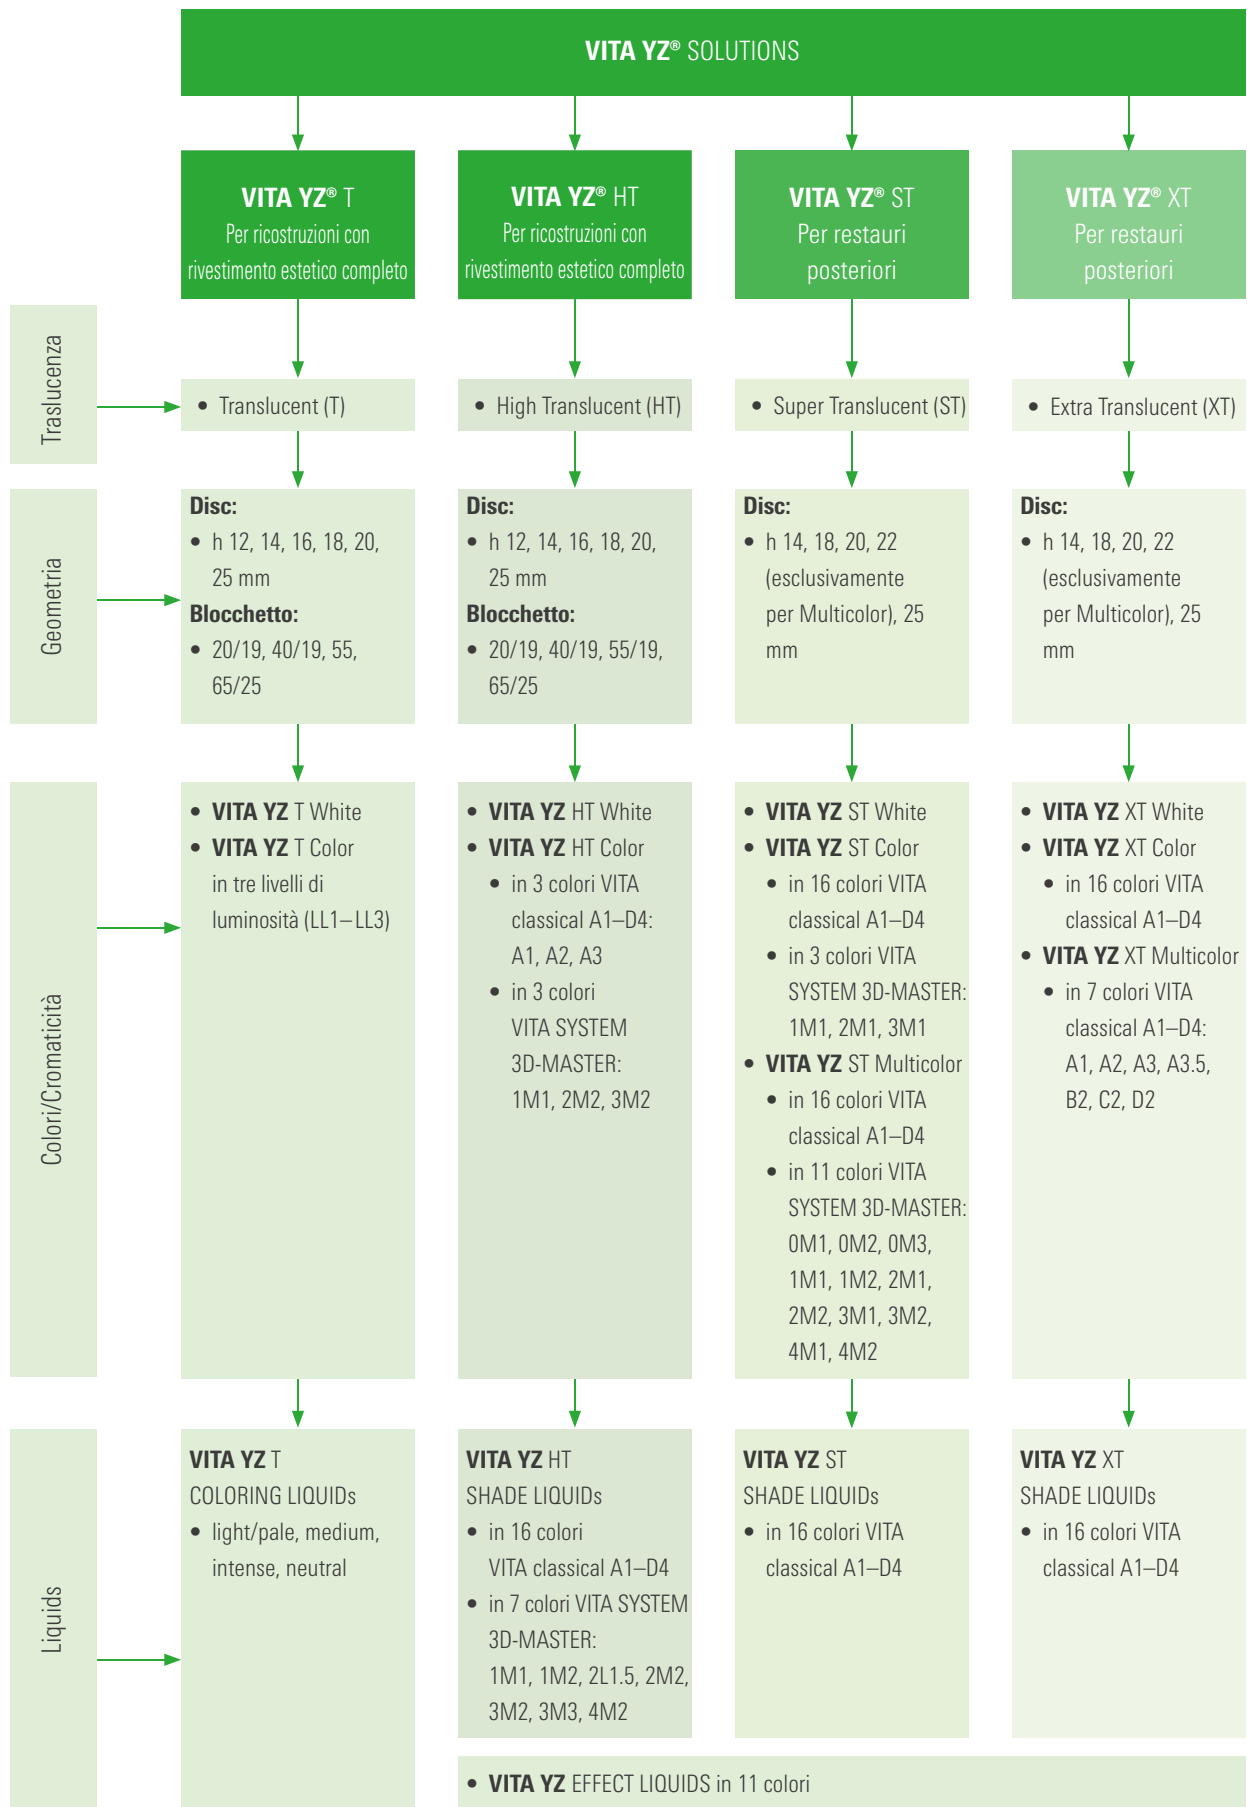 VITA YZ® SOLUTIONS
VITA YZ® T
Per ricostruzioni con
rivestimento estetico completo
VITA YZ® HT
Per ricostruzioni con
rivestimento estetico completo
VITA YZ® ST
Per restauri
posteriori
VITA YZ® XT
Per restauri
posteriori
Traslucenza
• Translucent (T)
• High Translucent (HT)
• Super Translucent (ST)
• Extra Translucent (XT)
Geometria
Disc:
• h 12, 14, 16, 18, 20,
25 mm
Blocchetto:
• 20/19, 40/19, 55,
65/25
Disc:
• h 12, 14, 16, 18, 20,
25 mm
Blocchetto:
• 20/19, 40/19, 55/19,
65/25
Disc:
• h 14, 18, 20, 22
(esclusivamente
per Multicolor), 25
mm
Disc:
• h 14, 18, 20, 22
(esclusivamente
per Multicolor), 25
mm
Colori/Cromaticità
• VITA YZ T White
• VITA YZ T Color
in tre livelli di
luminosità (LL1–LL3)
• VITA YZ HT White
• VITA YZ HT Color
• in 3 colori VITA
classical A1–D4:
A1, A2, A3
• in 3 colori
VITA SYSTEM
3D-MASTER:
1M1, 2M2, 3M2
• VITA YZ ST White
• VITA YZ ST Color
• in 16 colori VITA
classical A1–D4
• in 3 colori VITA
SYSTEM 3D-MASTER:
1M1, 2M1, 3M1
• VITA YZ ST Multicolor
• in 16 colori VITA
classical A1–D4
• in 11 colori VITA
SYSTEM 3D-MASTER:
0M1, 0M2, 0M3,
1M1, 1M2, 2M1,
2M2, 3M1, 3M2,
4M1, 4M2
• VITA YZ XT White
• VITA YZ XT Color
• in 16 colori VITA
classical A1–D4
• VITA YZ XT Multicolor
• in 7 colori VITA
classical A1–D4:
A1, A2, A3, A3.5,
B2, C2, D2
Liquids
VITA YZ T
COLORING LIQUIDs
• light/pale, medium,
intense, neutral
VITA YZ HT
SHADE LIQUIDs
• in 16 colori
VITA classical A1–D4
• in 7 colori VITA SYSTEM
3D-MASTER:
1M1, 1M2, 2L1.5, 2M2,
3M2, 3M3, 4M2
VITA YZ ST
SHADE LIQUIDs
• in 16 colori VITA
classical A1–D4
VITA YZ XT
SHADE LIQUIDs
• in 16 colori VITA
classical A1–D4
• VITA YZ EFFECT LIQUIDS in 11 colori